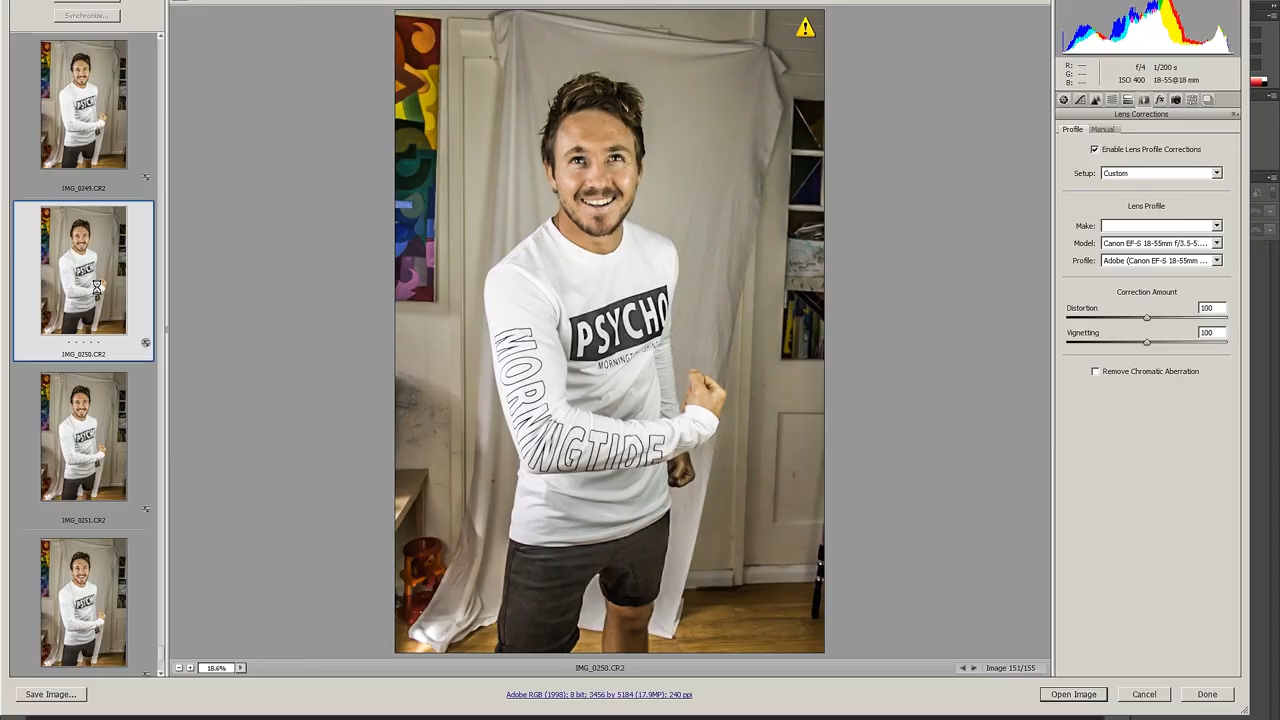 Synchronize...
IMG_0249.CR2
IMG_0250.CR2
IMG_0251.CR2
Save Image...
PSYCHO
MORNINGTIDE
18.6%
IMG_0250.CR2
Image 151/155
Adobe RGB (1998); 8 bit; 3456 by 5184 (17.9MP); 240 ppi
R: ---
G: ---
B: ---
f/4 1/200 s
ISO 400 18-55@18 mm
Lens Corrections
Profile Manual
Enable Lens Profile Corrections
Setup: Custom
Lens Profile
Make:
Model: Canon EF-S 18-55mm f/3.5-5....
Profile: Adobe (Canon EF-S 18-55mm ...
Correction Amount
Distortion 100
Vignetting 100
Remove Chromatic Aberration
Open Image Cancel Done